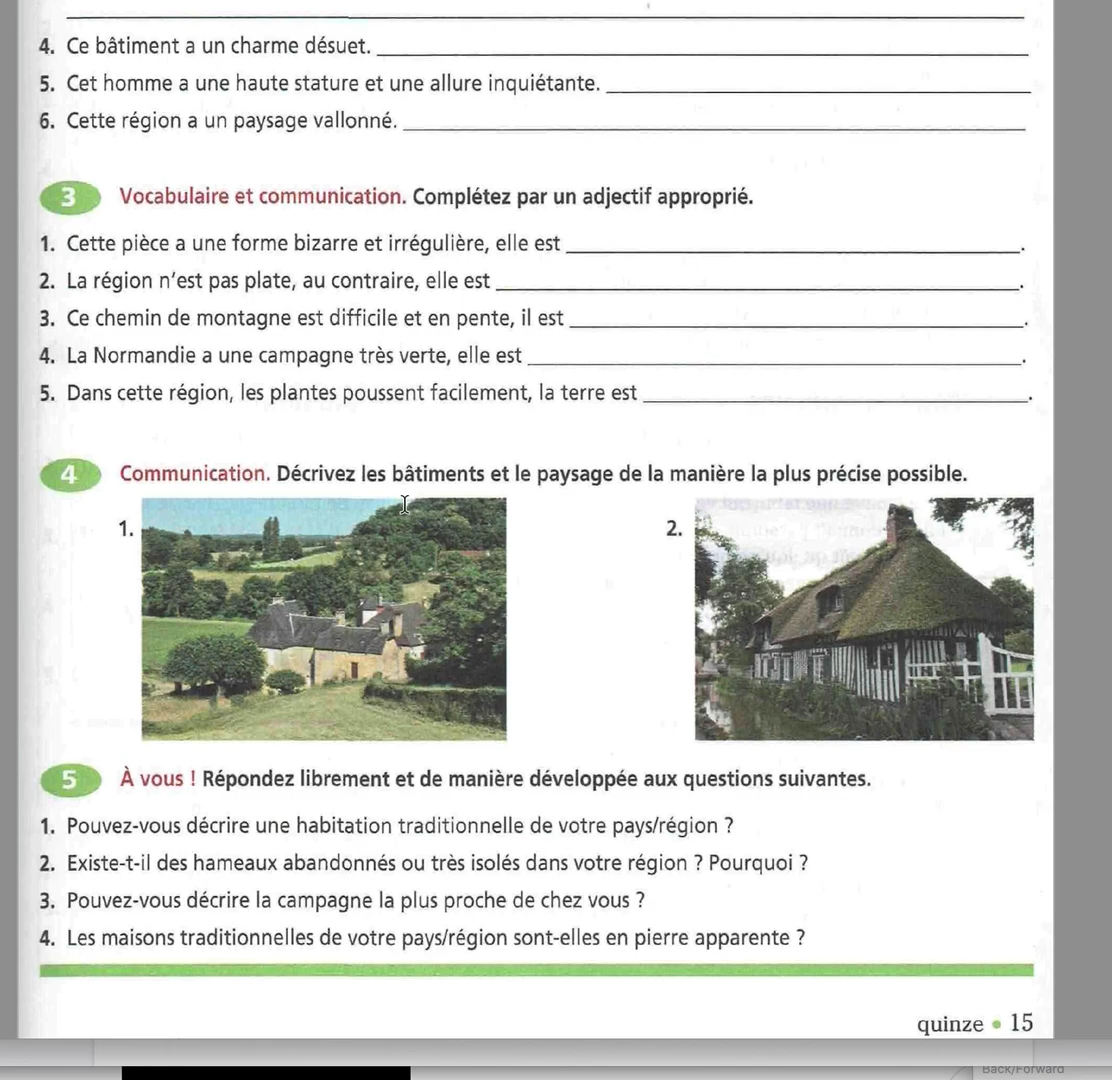 4. Ce bâtiment a un charme désuet.
5. Cet homme a une haute stature et une allure inquiétante.
6. Cette région a un paysage vallonné.
3 Vocabulaire et communication. Complétez par un adjectif approprié.
1. Cette pièce a une forme bizarre et irrégulière, elle est .
2. La région n'est pas plate, au contraire, elle est .
3. Ce chemin de montagne est difficile et en pente, il est .
4. La Normandie a une campagne très verte, elle est .
5. Dans cette région, les plantes poussent facilement, la terre est .
4 Communication. Décrivez les bâtiments et le paysage de la manière la plus précise possible.
1.
2.
5 À vous ! Répondez librement et de manière développée aux questions suivantes.
1. Pouvez-vous décrire une habitation traditionnelle de votre pays/région ?
2. Existe-t-il des hameaux abandonnés ou très isolés dans votre région ? Pourquoi ?
3. Pouvez-vous décrire la campagne la plus proche de chez vous ?
4. Les maisons traditionnelles de votre pays/région sont-elles en pierre apparente ?
quinze • 15
Back/Forward